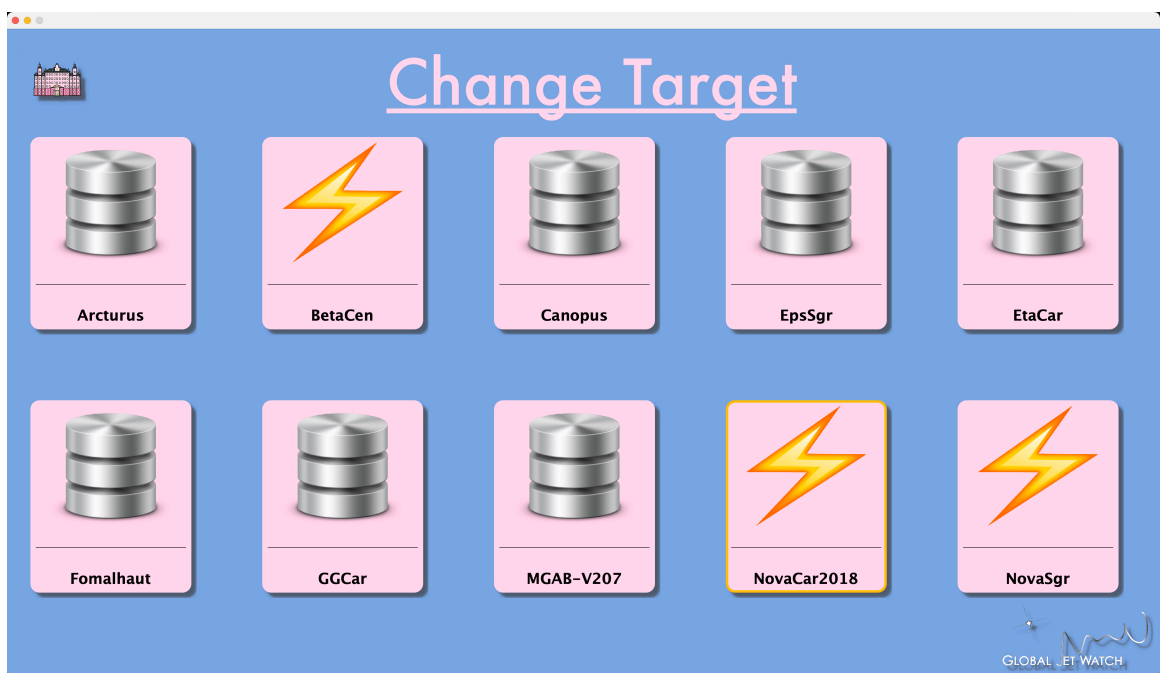 Change Target
Arcturus
BetaCen
Canopus
EpsSgr
EtaCar
Fomalhaut
GGCar
MGAB-V207
NovaCar2018
NovaSgr
GLOBAL JET WATCH